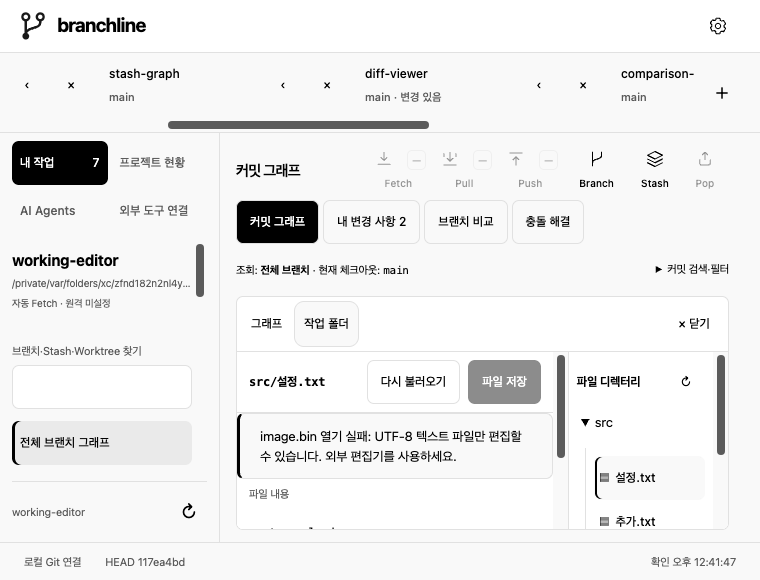 branchline
stash-graph
main
diff-viewer
main · 변경 있음
comparison-
main
내 작업 7
프로젝트 현황
AI Agents
외부 도구 연결
working-editor
/private/var/folders/xc/zfnd182n2nl4y...
자동 Fetch · 원격 미설정
브랜치·Stash·Worktree 찾기
전체 브랜치 그래프
working-editor
커밋 그래프
Fetch
Pull
Push
Branch
Stash
Pop
커밋 그래프
내 변경 사항 2
브랜치 비교
충돌 해결
조회: 전체 브랜치 · 현재 체크아웃: main
▶ 커밋 검색·필터
그래프
작업 폴더
× 닫기
src/설정.txt
다시 불러오기
파일 저장
파일 디렉터리
image.bin 열기 실패: UTF-8 텍스트 파일만 편집할
수 있습니다. 외부 편집기를 사용하세요.
파일 내용
▼ src
설정.txt
추가.txt
로컬 Git 연결
HEAD 117ea4bd
확인 오후 12:41:47